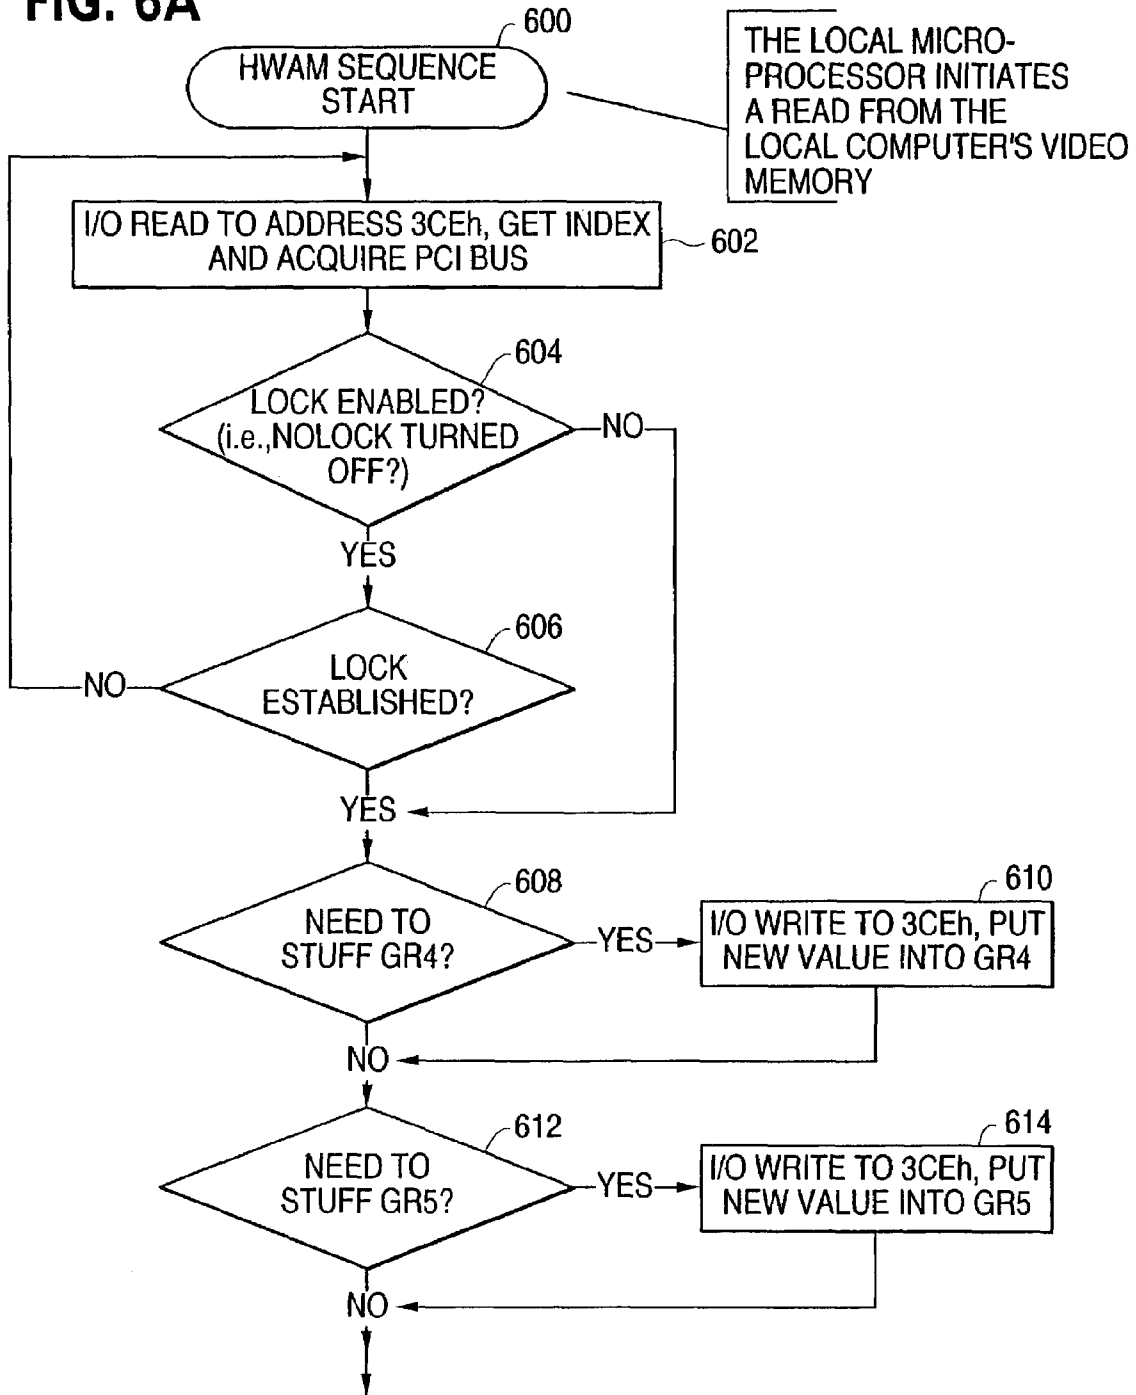 FIG. 6A
600
HWAM SEQUENCE
START
THE LOCAL MICRO-
PROCESSOR INITIATES
A READ FROM THE
LOCAL COMPUTER'S VIDEO
MEMORY
I/O READ TO ADDRESS 3CEh, GET INDEX
AND ACQUIRE PCI BUS
602
604
LOCK ENABLED?
(i.e.,NOLOCK TURNED
OFF?)
NO
YES
606
LOCK
ESTABLISHED?
NO
YES
608
NEED TO
STUFF GR4?
YES
610
I/O WRITE TO 3CEh, PUT
NEW VALUE INTO GR4
NO
612
NEED TO
STUFF GR5?
YES
614
I/O WRITE TO 3CEh, PUT
NEW VALUE INTO GR5
NO